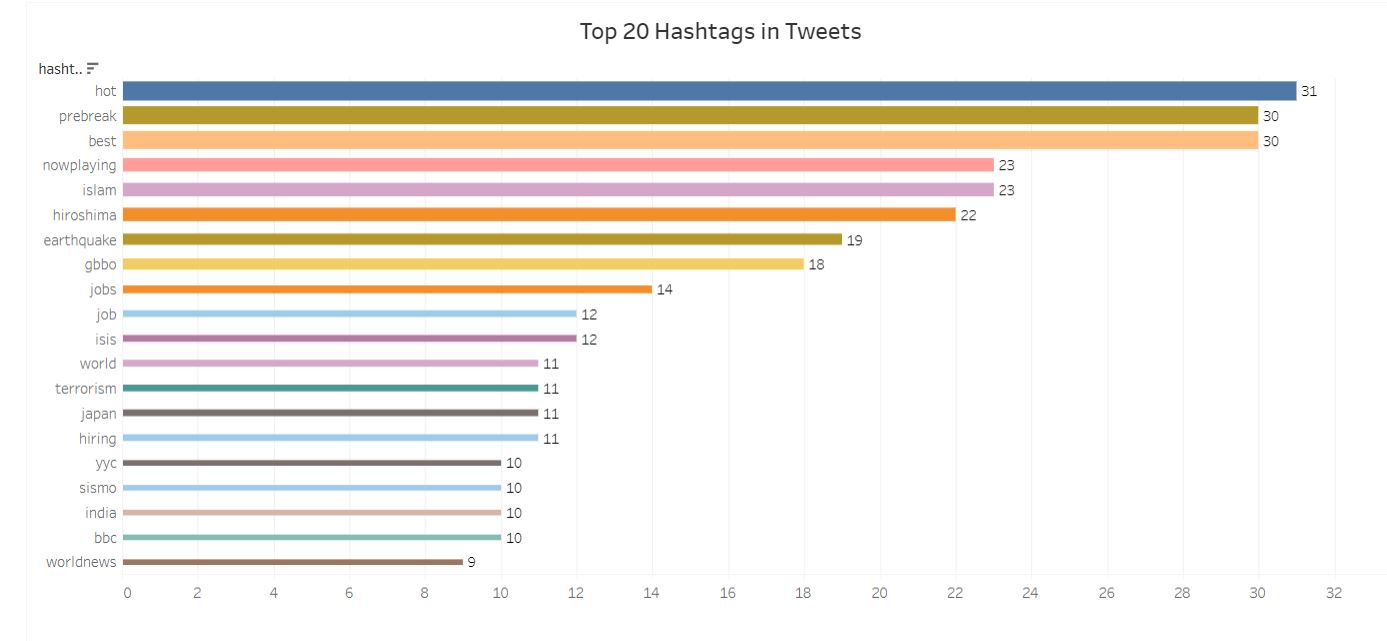 Top 20 Hashtags in Tweets
hasht..
hot 31
prebreak 30
best 30
nowplaying 23
islam 23
hiroshima 22
earthquake 19
gbbo 18
jobs 14
job 12
isis 12
world 11
terrorism 11
japan 11
hiring 11
yyc 10
sismo 10
india 10
bbc 10
worldnews 9
0 2 4 6 8 10 12 14 16 18 20 22 24 26 28 30 32